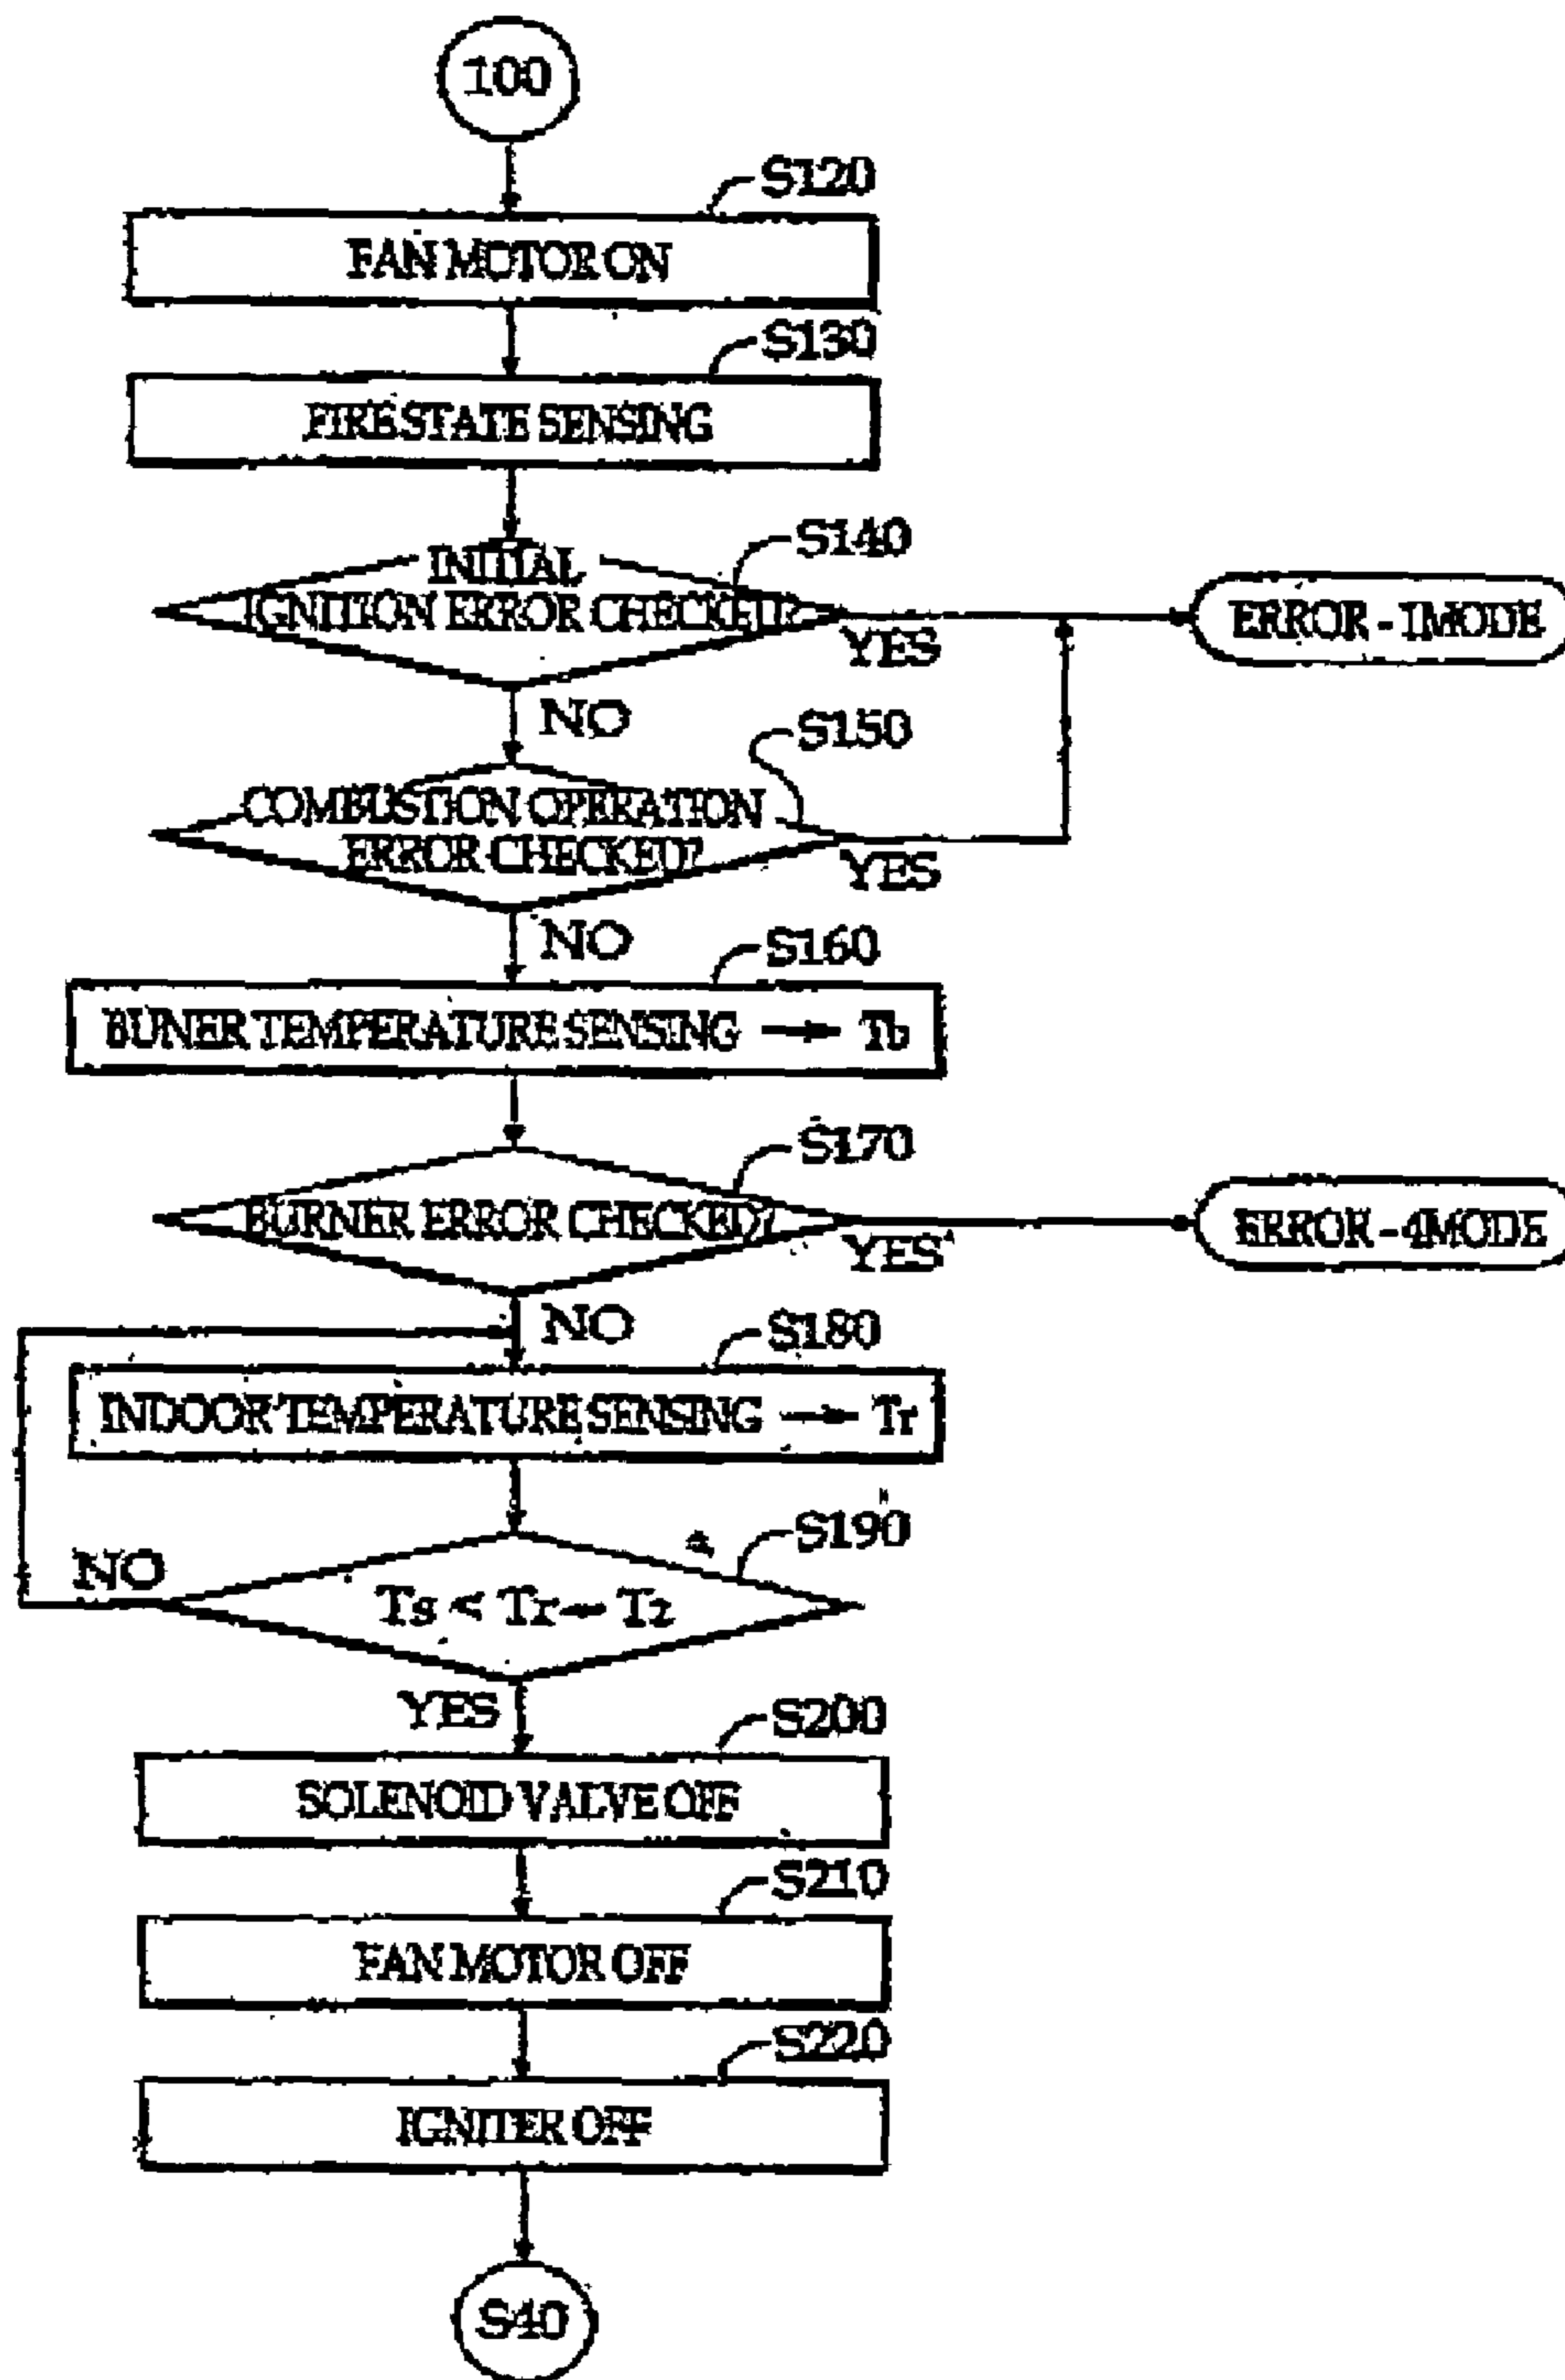 100
S120
FAN MOTOR ON
S130
FIRE STATE SENSING
S140
INITIAL
IGNITION ERROR CHECKED?
YES
ERROR - 1MODE
NO
S150
COMBUSTION OPERATION
ERROR CHECKED?
YES
NO
S160
BUNER TEMPERATURE SENSING → Tb
S170
BURNER ERROR CHECKED?
YES
ERROR - 4MODE
NO
S180
INDOOR TEMPERATURE SENSING → Tr
S190
NO
Ts < Tr - T2
YES
S200
SOLENOID VALVE OFF
S210
FAN MOTOR OFF
S220
IGNITER OFF
S40